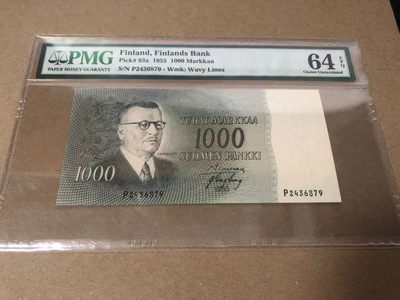 PMG
PAPER MONEY GUARANTY
Finland, Finlands Bank
Pick# 93a 1955 1000 Markkaa
S/N P2436879 - Wmk: Wavy Lines
64 EPQ
Choice Uncirculated
TUHAT MARKKAA
1000
SUOMEN PANKKI
1955
1000
P2436879
P2436879